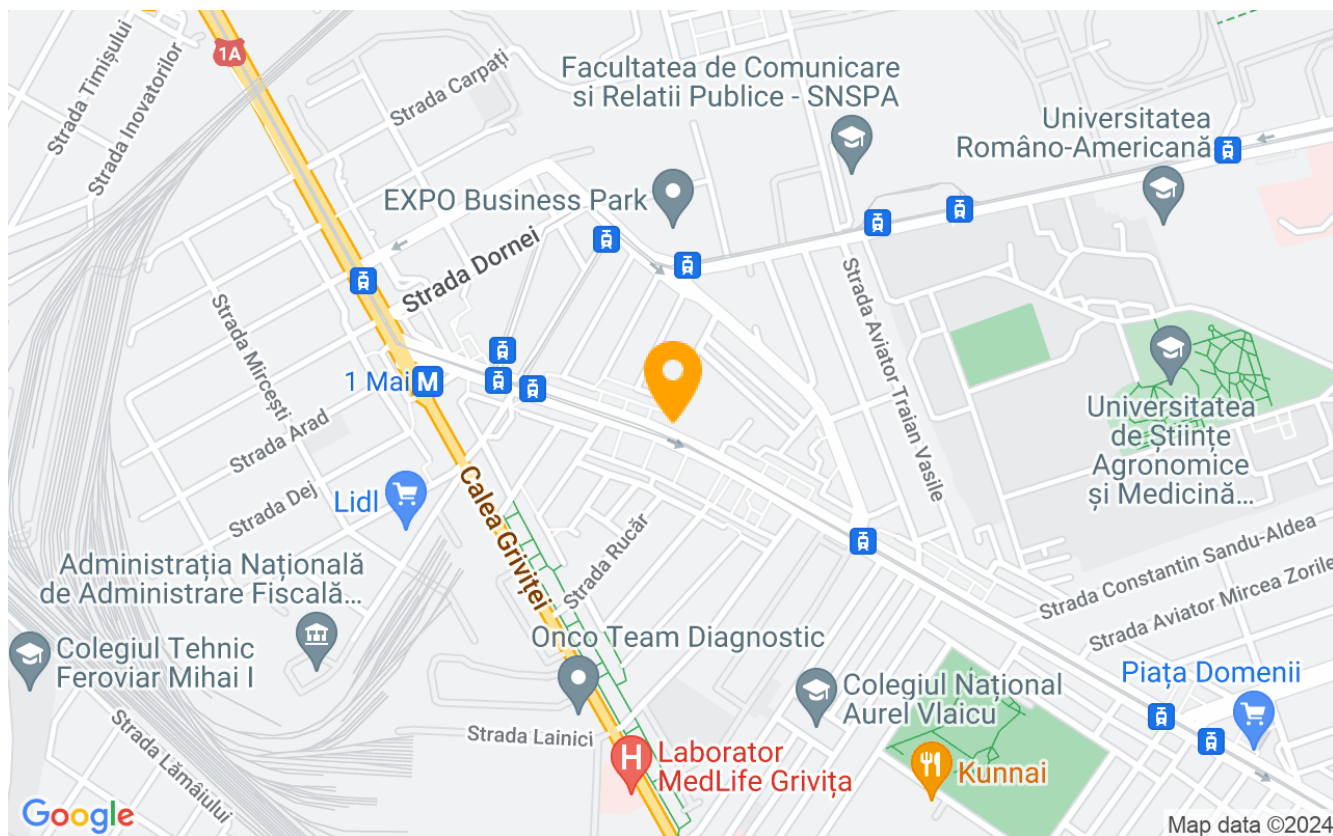 1A
Strada Timișului
Strada Inovatorilor
Strada Carpați
Facultatea de Comunicare
si Relatii Publice - SNSPA
Universitatea
Româno-Americană
EXPO Business Park
Strada Dornei
Strada Mircești
Strada Aviator Traian Vasile
1 Mai
M
Strada Arad
Universitatea
de Științe
Agronomice
și Medicină...
Lidl
Strada Dej
Calea Griviței
Strada Rucăr
Strada Constantin Sandu-Aldea
Strada Aviator Mircea Zorile
Administrația Națională
de Administrare Fiscală...
Colegiul Tehnic
Feroviar Mihai I
Onco Team Diagnostic
Colegiul Național
Aurel Vlaicu
Piața Domenii
Strada Lainici
Strada Lămâiului
H
Laborator
MedLife Grivița
Kunnai
Google
Map data ©2024